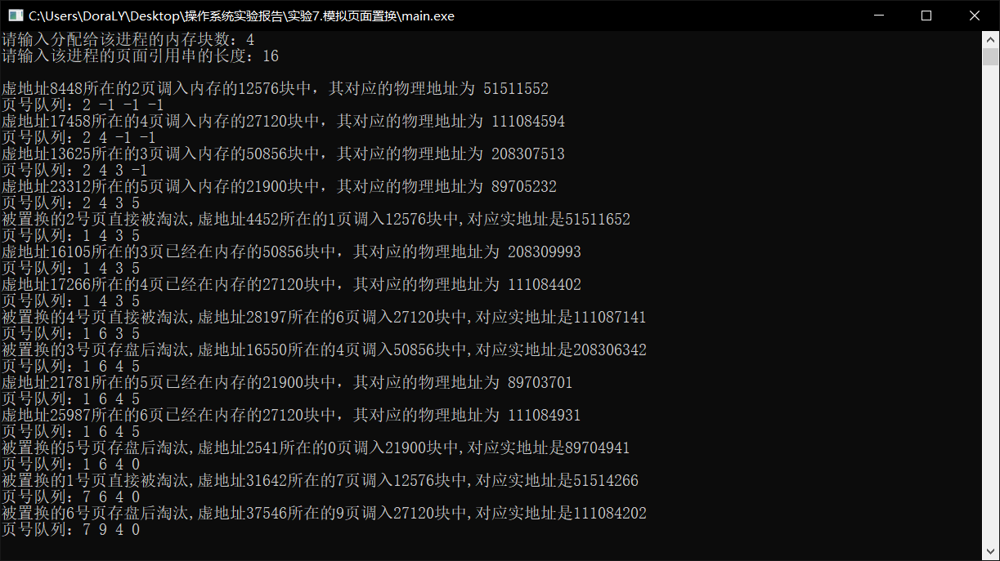 C:\Users\DoraLY\Desktop\操作系统实验报告\实验7.模拟页面置换\main.exe
请输入分配给该进程的内存块数：4
请输入该进程的页面引用串的长度：16
虚地址8448所在的2页调入内存的12576块中，其对应的物理地址为 51511552
页号队列：2 -1 -1 -1
虚地址17458所在的4页调入内存的27120块中，其对应的物理地址为 111084594
页号队列：2 4 -1 -1
虚地址13625所在的3页调入内存的50856块中，其对应的物理地址为 208307513
页号队列：2 4 3 -1
虚地址23312所在的5页调入内存的21900块中，其对应的物理地址为 89705232
页号队列：2 4 3 5
被置换的2号页直接被淘汰,虚地址4452所在的1页调入12576块中,对应实地址是51511652
页号队列：1 4 3 5
虚地址16105所在的3页已经在内存的50856块中，其对应的物理地址为 208309993
页号队列：1 4 3 5
虚地址17266所在的4页已经在内存的27120块中，其对应的物理地址为 111084402
页号队列：1 4 3 5
被置换的4号页直接被淘汰,虚地址28197所在的6页调入27120块中,对应实地址是111087141
页号队列：1 6 3 5
被置换的3号页存盘后淘汰,虚地址16550所在的4页调入50856块中,对应实地址是208306342
页号队列：1 6 4 5
虚地址21781所在的5页已经在内存的21900块中，其对应的物理地址为 89703701
页号队列：1 6 4 5
虚地址25987所在的6页已经在内存的27120块中，其对应的物理地址为 111084931
页号队列：1 6 4 5
被置换的5号页存盘后淘汰,虚地址2541所在的0页调入21900块中,对应实地址是89704941
页号队列：1 6 4 0
被置换的1号页直接被淘汰,虚地址31642所在的7页调入12576块中,对应实地址是51514266
页号队列：7 6 4 0
被置换的6号页存盘后淘汰,虚地址37546所在的9页调入27120块中,对应实地址是111084202
页号队列：7 9 4 0